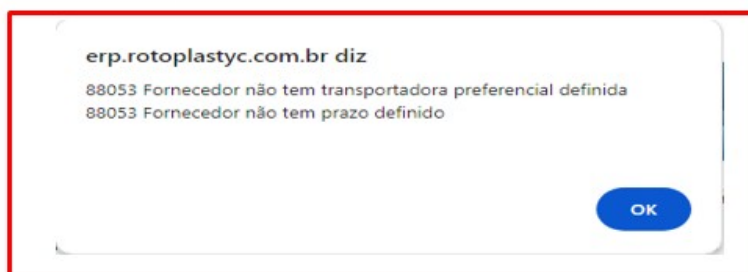 erp.rotoplastyc.com.br diz
88053 Fornecedor não tem transportadora preferencial definida
88053 Fornecedor não tem prazo definido
OK